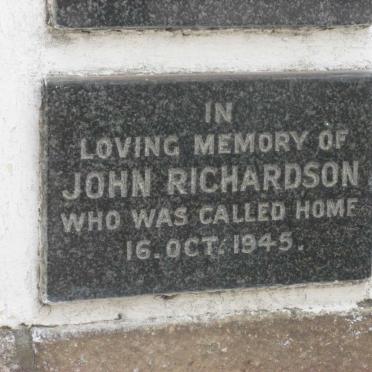 IN
LOVING MEMORY OF
JOHN RICHARDSON
WHO WAS CALLED HOME
16. OCT. 1945.